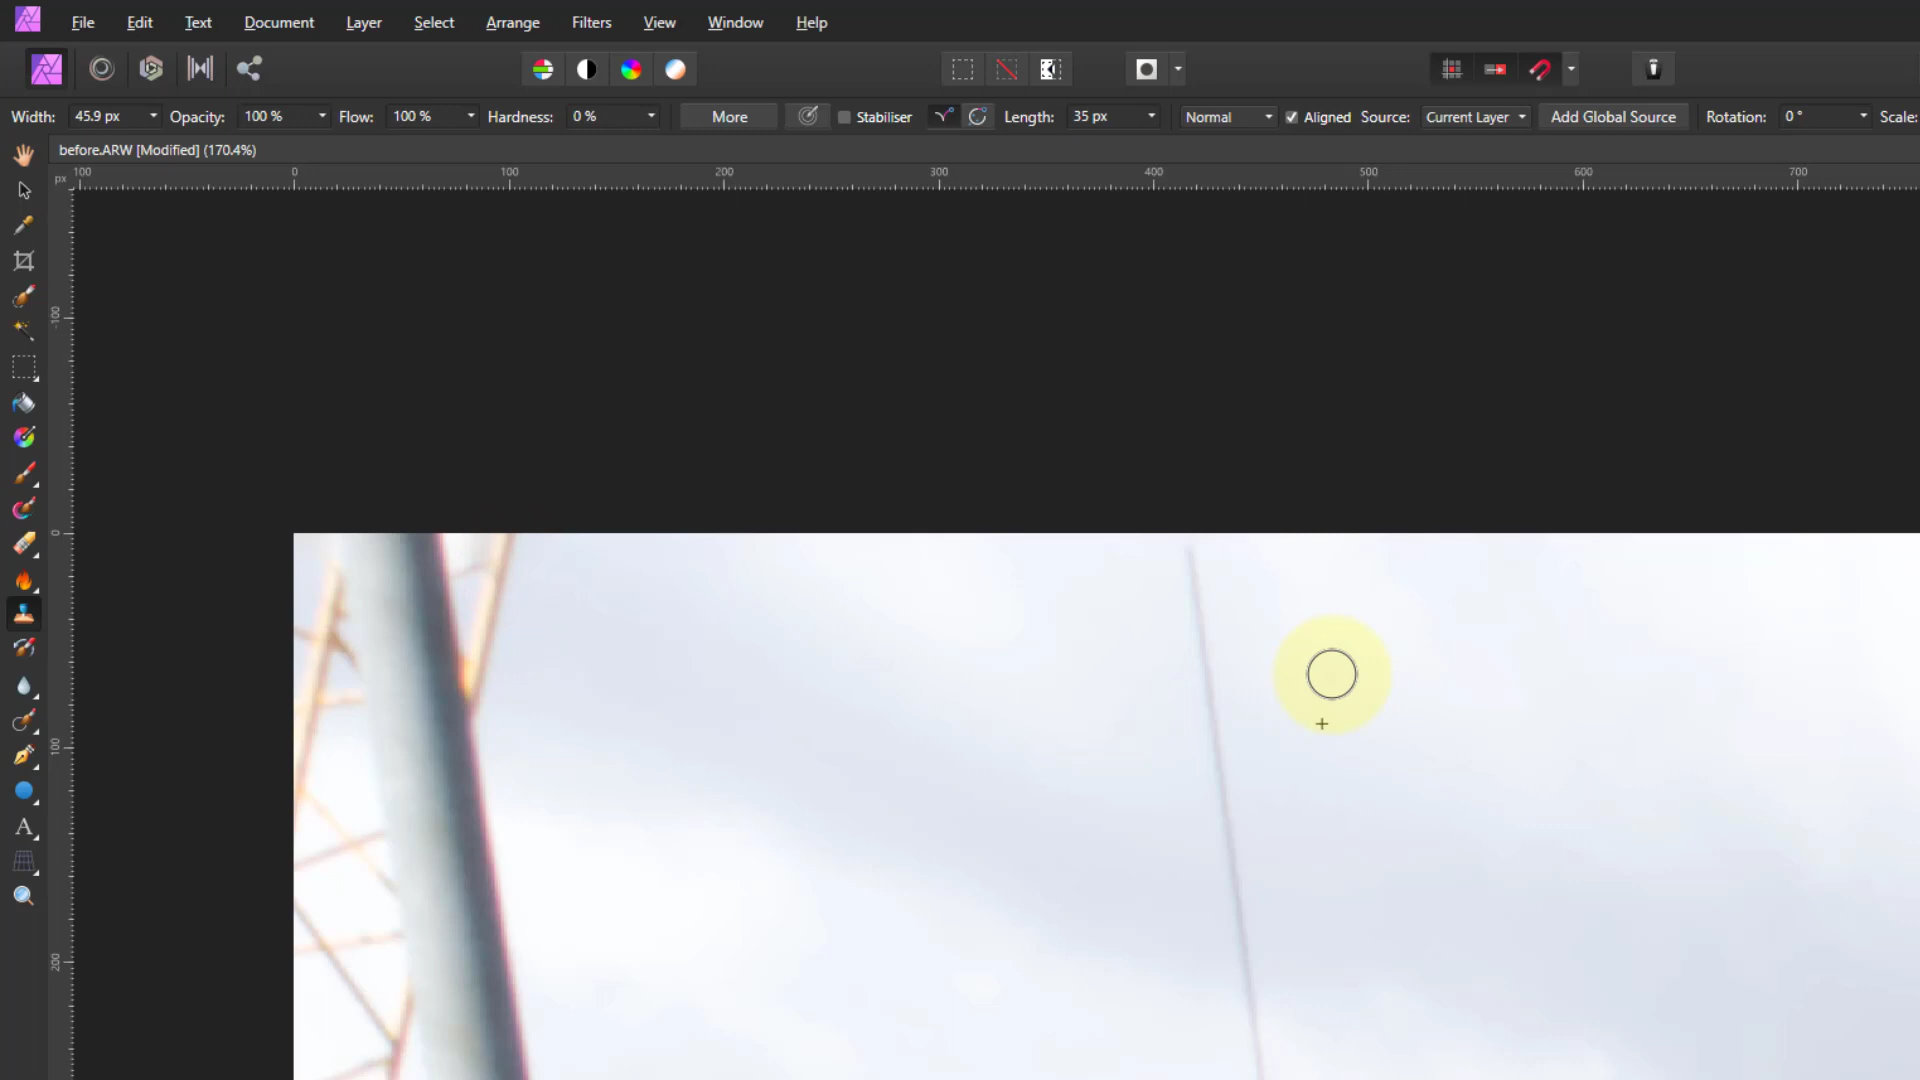 File Edit Text Document Layer Select Arrange Filters View Window Help
Width: 45.9 px Opacity: 100 % Flow: 100 % Hardness: 0 % More Stabiliser Length: 35 px Normal Aligned Source: Current Layer Add Global Source Rotation: 0 ° Scale:
before.ARW [Modified] (170.4%)
px 100 0 100 200 300 400 500 600 700
-100
0
100
200
A